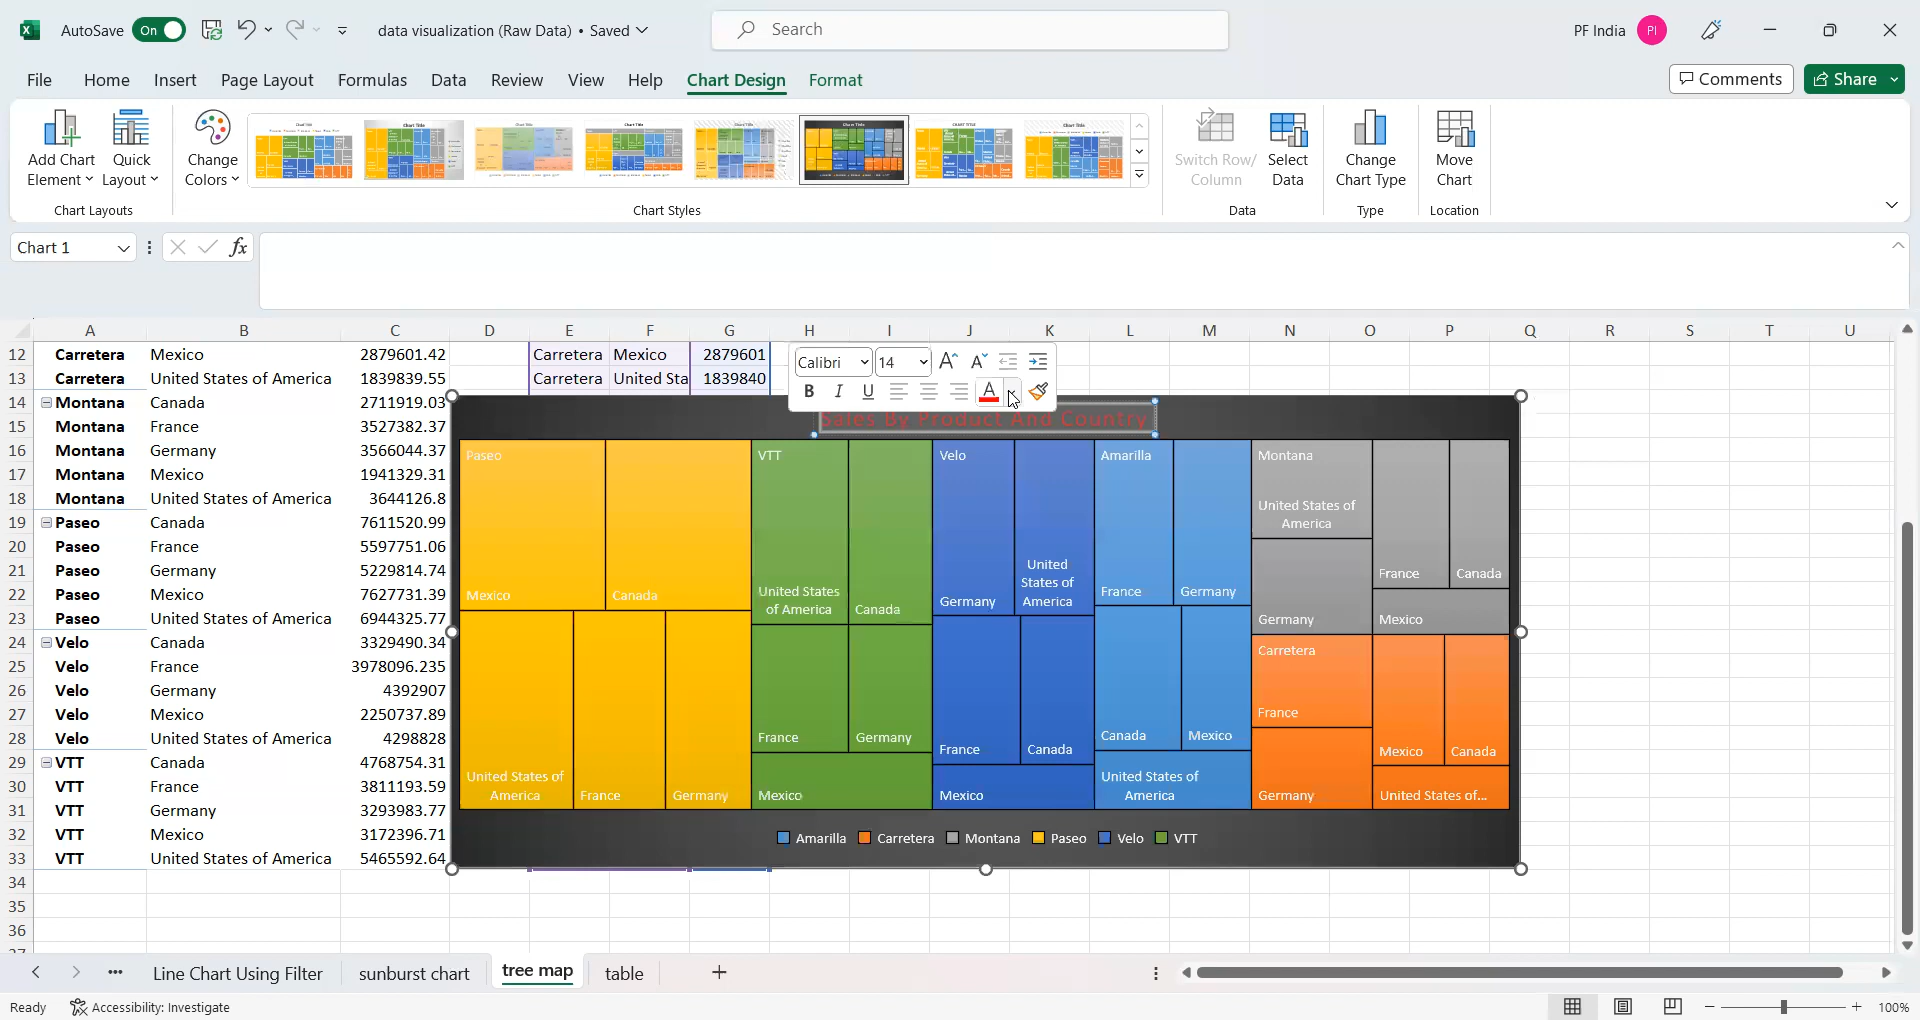 AutoSave On data visualization (Raw Data) • Saved Search PF India PI
File Home Insert Page Layout Formulas Data Review View Help Chart Design Format Comments Share
Add Chart Element Quick Layout Change Colors Switch Row/ Column Select Data Change Chart Type Move Chart
Chart Layouts Chart Styles Data Type Location
Chart 1 fx
A B C D E F G H I J K L M N O P Q R S T U
12 Carretera Mexico 2879601.42 Carretera Mexico 2879601
13 Carretera United States of America 1839839.55 Carretera United Sta 1839840
Calibri 14
B I U A
14 Montana Canada 2711919.03
15 Montana France 3527382.37
16 Montana Germany 3566044.37
17 Montana Mexico 1941329.31
18 Montana United States of America 3644126.8
19 Paseo Canada 7611520.99
20 Paseo France 5597751.06
21 Paseo Germany 5229814.74
22 Paseo Mexico 7627731.39
23 Paseo United States of America 6944325.77
24 Velo Canada 3329490.34
25 Velo France 3978096.235
26 Velo Germany 4392907
27 Velo Mexico 2250737.89
28 Velo United States of America 4298828
29 VTT Canada 4768754.31
30 VTT France 3811193.59
31 VTT Germany 3293983.77
32 VTT Mexico 3172396.71
33 VTT United States of America 5465592.64
34
35
36
Sales By Product And Country
Paseo
Mexico
Canada
United States of
America
France
Germany
VTT
United States
of America
Canada
France
Germany
Mexico
Velo
Germany
United
States of
America
France
Canada
Mexico
Amarilla
France
Germany
Canada
Mexico
United States of
America
Montana
United States of
America
France
Canada
Germany
Mexico
Carretera
France
Mexico
Canada
Germany
United States of...
Amarilla Carretera Montana Paseo Velo VTT
Line Chart Using Filter sunburst chart tree map table
Ready Accessibility: Investigate 100%